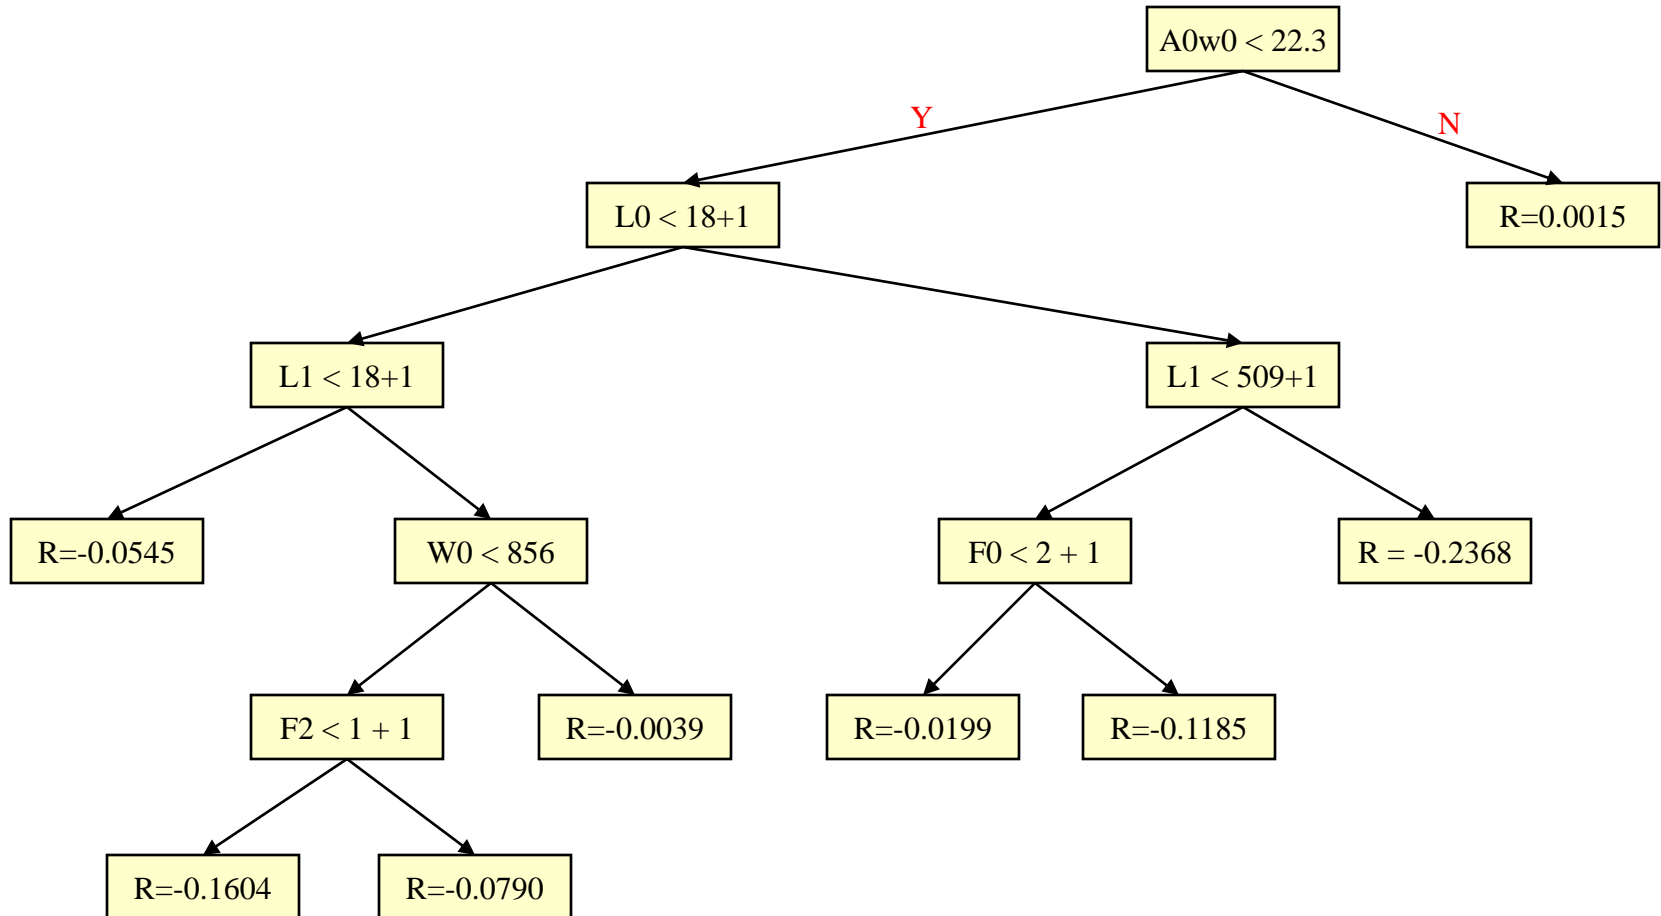 A0w0 < 22.3
Y
N
L0 < 18+1
R=0.0015
L1 < 18+1
L1 < 509+1
R=-0.0545
W0 < 856
F0 < 2 + 1
R = -0.2368
F2 < 1 + 1
R=-0.0039
R=-0.0199
R=-0.1185
R=-0.1604
R=-0.0790